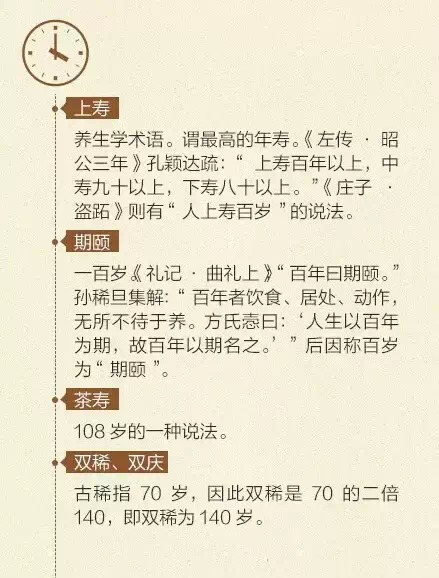 上寿
养生学术语。谓最高的年寿。《左传 · 昭
公三年》孔颖达疏：“ 上寿百年以上，中
寿九十以上，下寿八十以上。”《庄子 ·
盗跖》则有“ 人上寿百岁 ”的说法。
期颐
一百岁。《礼记 · 曲礼上》“ 百年曰期颐。”
孙稀旦集解：“ 百年者饮食、居处、动作，
无所不待于养。方氏悫曰：‘人生以百年
为期，故百年以期名之。’ ” 后因称百岁
为“ 期颐 ”。
茶寿
108 岁的一种说法。
双稀、双庆
古稀指 70 岁，因此双稀是 70 的二倍
140，即双稀为 140 岁。